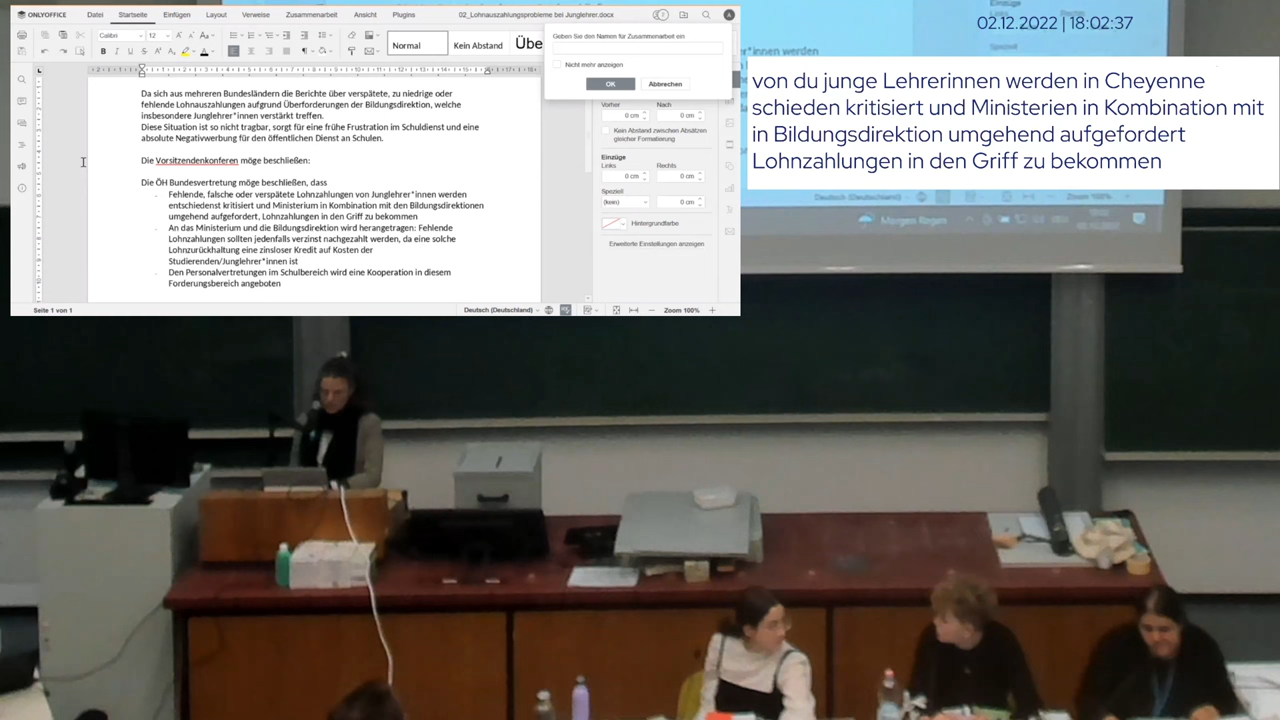 ONLYOFFICE
Datei Startseite Einfügen Layout Verweise Zusammenarbeit Ansicht Plugins
02_Lohnauszahlungsprobleme bei Junglehrer.docx
Calibri 12
Normal
Kein Abstand
Übe
Geben Sie den Namen für Zusammenarbeit ein
Nicht mehr anzeigen
OK Abbrechen
Da sich aus mehreren Bundesländern die Berichte über verspätete, zu niedrige oder
fehlende Lohnauszahlungen aufgrund Überforderungen der Bildungsdirektion, welche
insbesondere Junglehrer*innen verstärkt treffen.
Diese Situation ist so nicht tragbar, sorgt für eine frühe Frustration im Schuldienst und eine
absolute Negativwerbung für den öffentlichen Dienst an Schulen.
Die Vorsitzendenkonferen möge beschließen:
Die ÖH Bundesvertretung möge beschließen, dass
- Fehlende, falsche oder verspätete Lohnzahlungen von Junglehrer*innen werden
entschiedenst kritisiert und Ministerium in Kombination mit den Bildungsdirektionen
umgehend aufgefordert, Lohnzahlungen in den Griff zu bekommen
- An das Ministerium und die Bildungsdirektion wird herangetragen: Fehlende
Lohnzahlungen sollten jedenfalls verzinst nachgezahlt werden, da eine solche
Lohnzurückhaltung eine zinsloser Kredit auf Kosten der
Studierenden/Junglehrer*innen ist
- Den Personalvertretungen im Schulbereich wird eine Kooperation in diesem
Forderungsbereich angeboten
Vorher Nach
0 cm 0 cm
Kein Abstand zwischen Absätzen
gleicher Formatierung
Einzüge
Links Rechts
0 cm 0 cm
Speziell
(kein) 0 cm
Hintergrundfarbe
Erweiterte Einstellungen anzeigen
Seite 1 von 1
Deutsch (Deutschland)
Zoom 100%
02.12.2022 | 18:02:37
*innen werden
von du junge Lehrerinnen werden in Cheyenne
schieden kritisiert und Ministerien in Kombination mit
in Bildungsdirektion umgehend aufgefordert
Lohnzahlungen in den Griff zu bekommen
Deutsch (Deutschland)
Zoom 100%
Morgen Regen